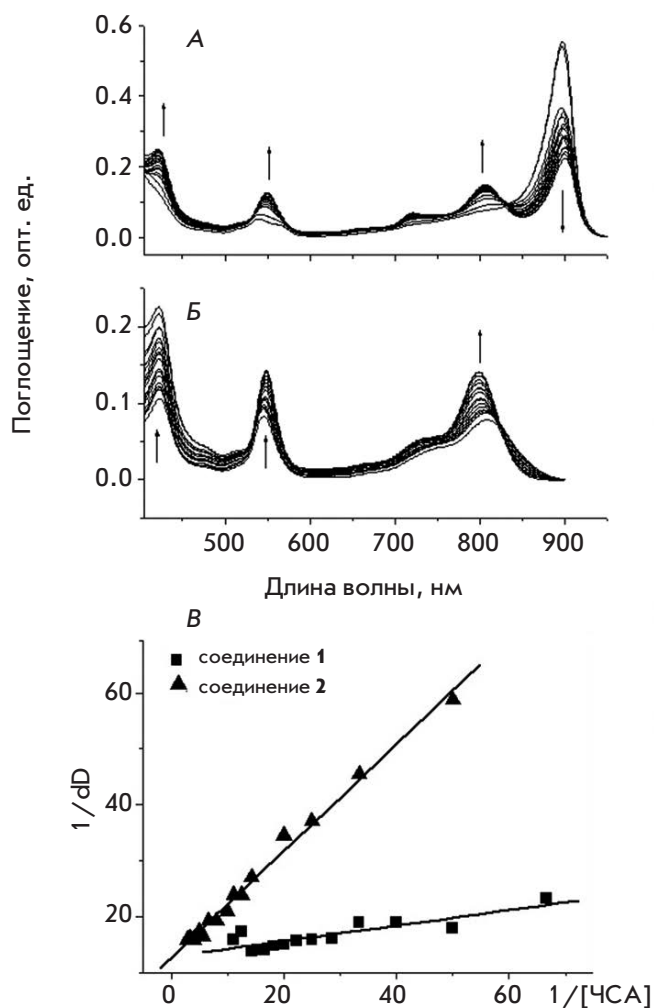 А
0.6
0.4
0.2
0.0
Б
0.2
0.1
0.0
500 600 700 800 900
Поглощение, опт. ед.
Длина волны, нм
В
соединение 1
соединение 2
60
40
20
1/dD
0 20 40 60 1/[ЧСА]